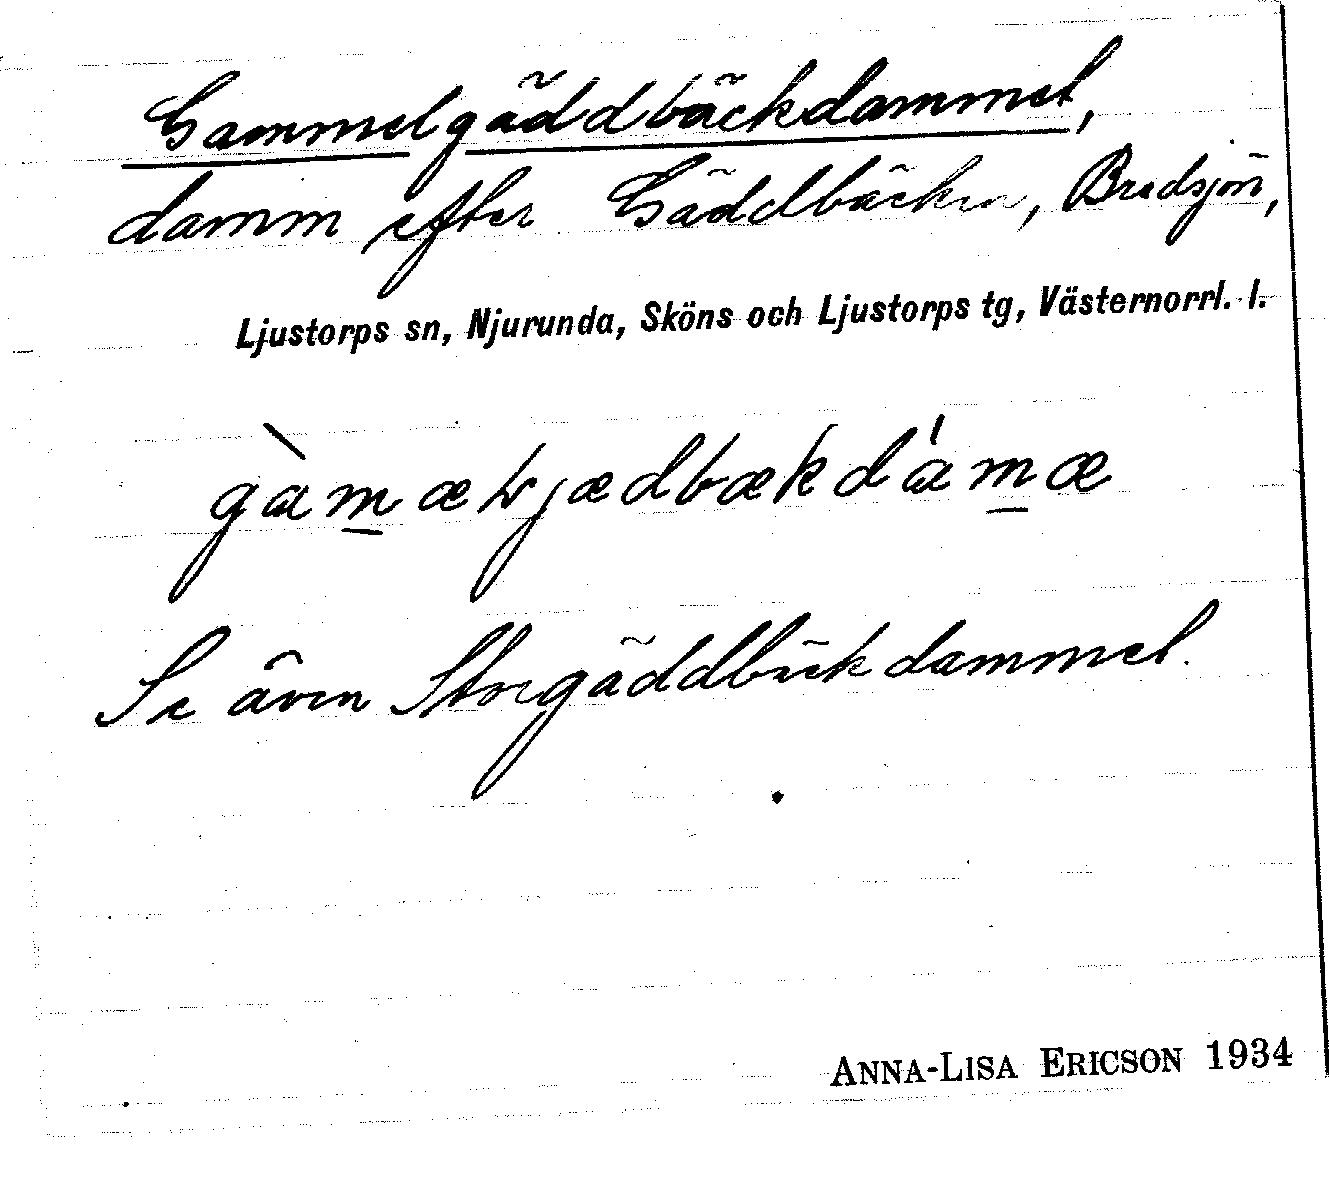 Gammelgäddbäckdammet,
damm efter Gäddbäcken, Bredsjön,
Ljustorps sn, Njurunda, Sköns och Ljustorps tg, Västernorrl. l.
gàmæljædbækdámæ
Se även Storgäddbäckdammet.
ANNA-LISA ERICSON 1934